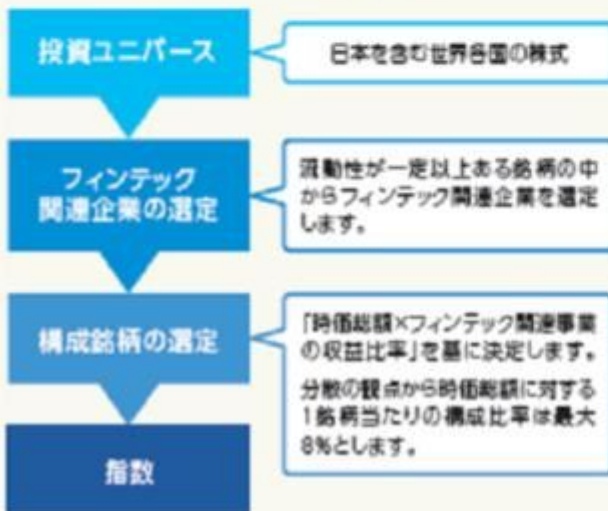 投資ユニバース
日本を含む世界各国の株式
フィンテック
関連企業の選定
流動性が一定以上ある銘柄の中
からフィンテック関連企業を選定
します。
構成銘柄の選定
「時価総額×フィンテック関連事業
の収益比率」を基に決定します。
分散の観点から時価総額に対する
1銘柄当たりの構成比率は最大
8%とします。
指数